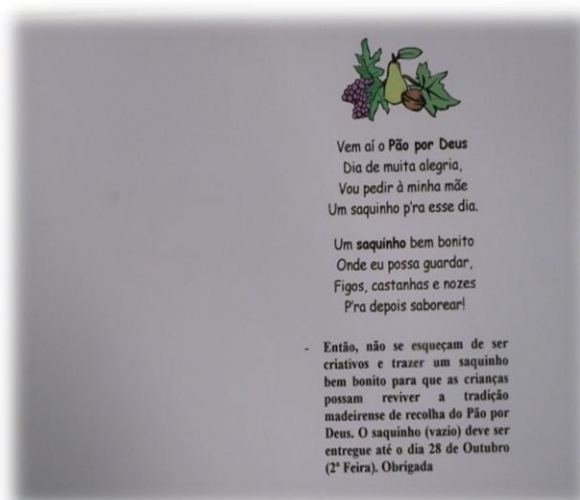 Vem aí o Pão por Deus
Dia de muita alegria,
Vou pedir à minha mãe
Um saquinho p'ra esse dia.
Um saquinho bem bonito
Onde eu possa guardar,
Figos, castanhas e nozes
P'ra depois saborear!
- Então, não se esqueçam de ser
criativos e trazer um saquinho
bem bonito para que as crianças
possam reviver a tradição
madeirense de recolha do Pão por
Deus. O saquinho (vazio) deve ser
entregue até o dia 28 de Outubro
(2ª Feira). Obrigada